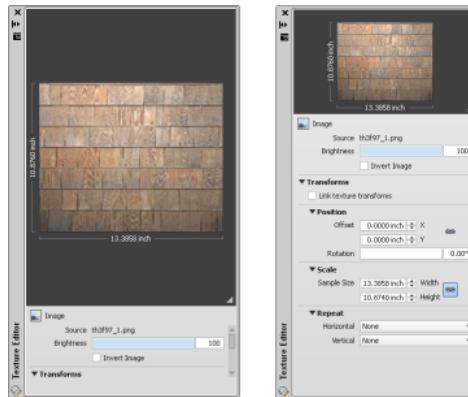 10.8760 inch
13.3858 inch
Image
Source th3f97_1.png
Brightness 100
Invert Image
Transforms
Texture Editor
10.8760 inch
13.3858 inch
Image
Source th3f97_1.png
Brightness 100
Invert Image
Transforms
Link texture transforms
Position
Offset 0.0000 inch X
0.0000 inch Y
Rotation 0.00°
Scale
Sample Size 13.3858 inch Width
10.8740 inch Height
Repeat
Horizontal None
Vertical None
Texture Editor